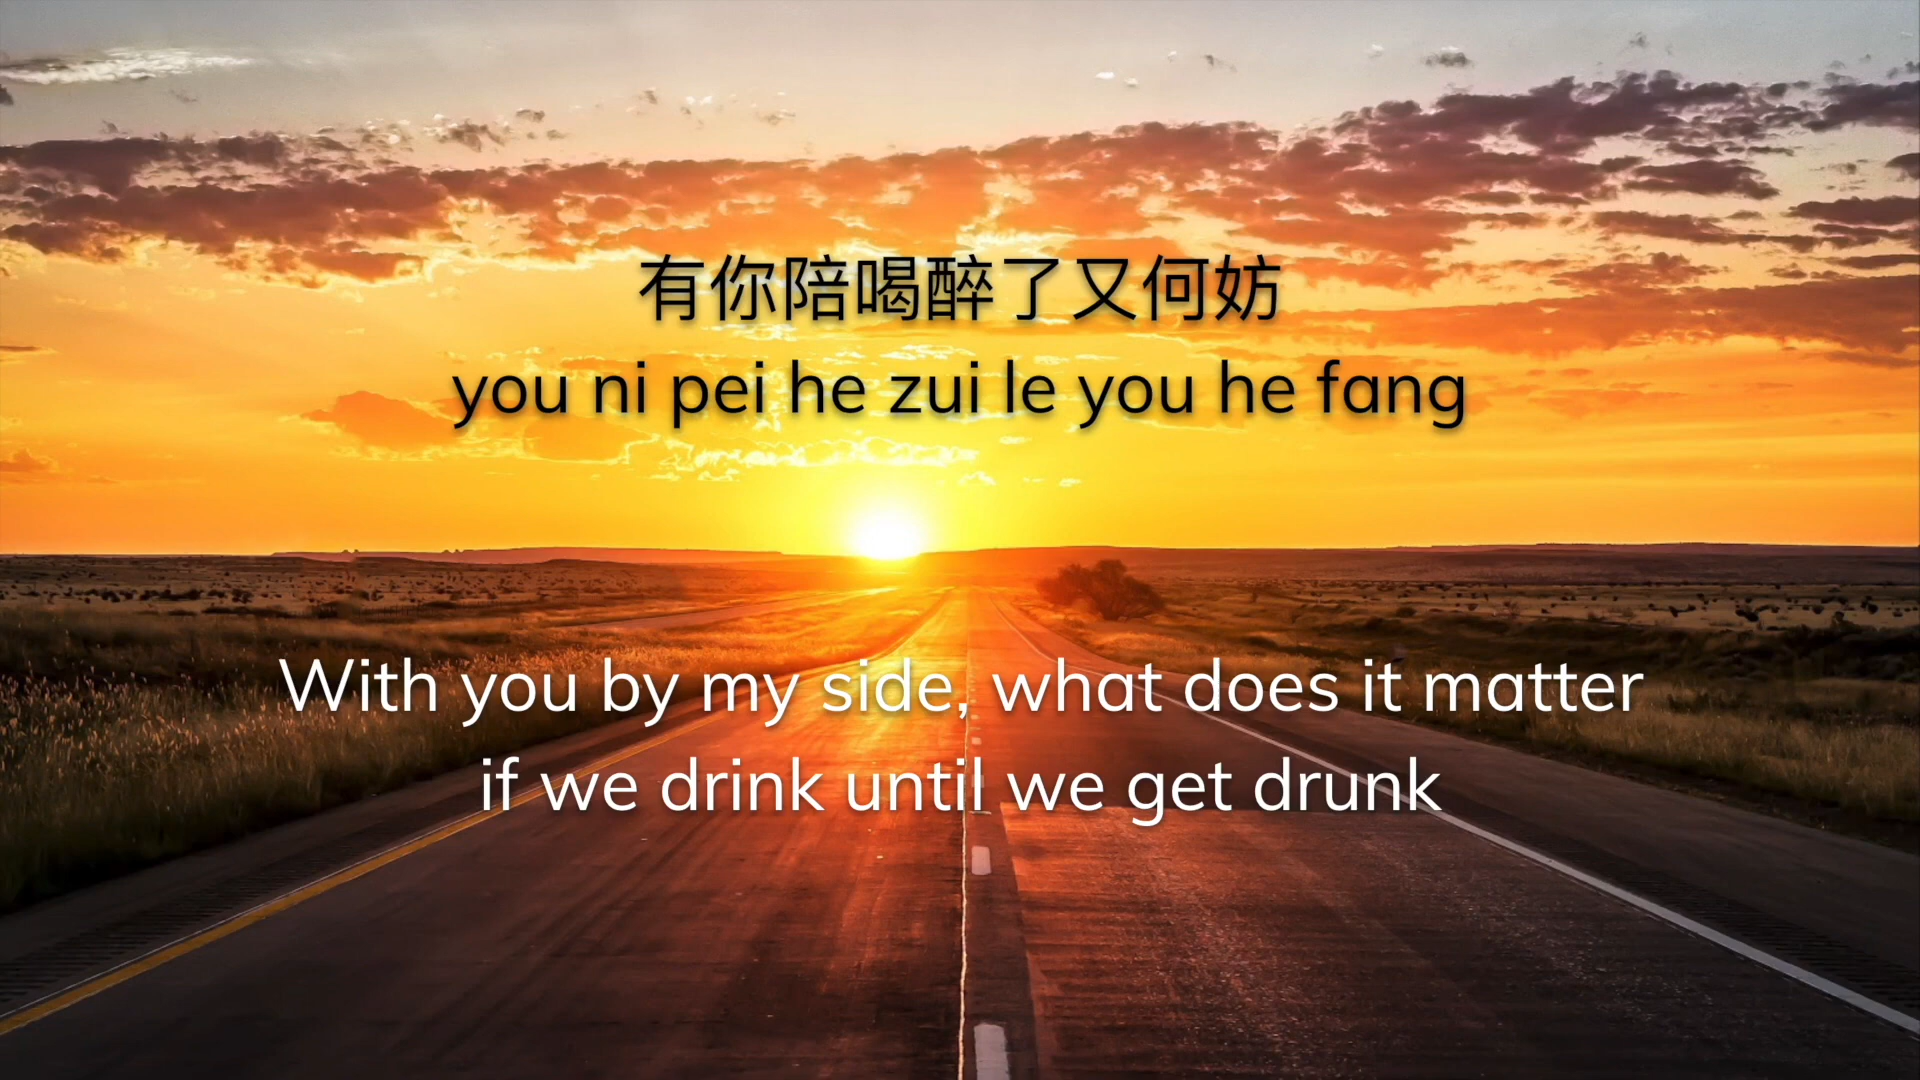 有你陪喝醉了又何妨
you ni pei he zui le you he fang
With you by my side, what does it matter
if we drink until we get drunk